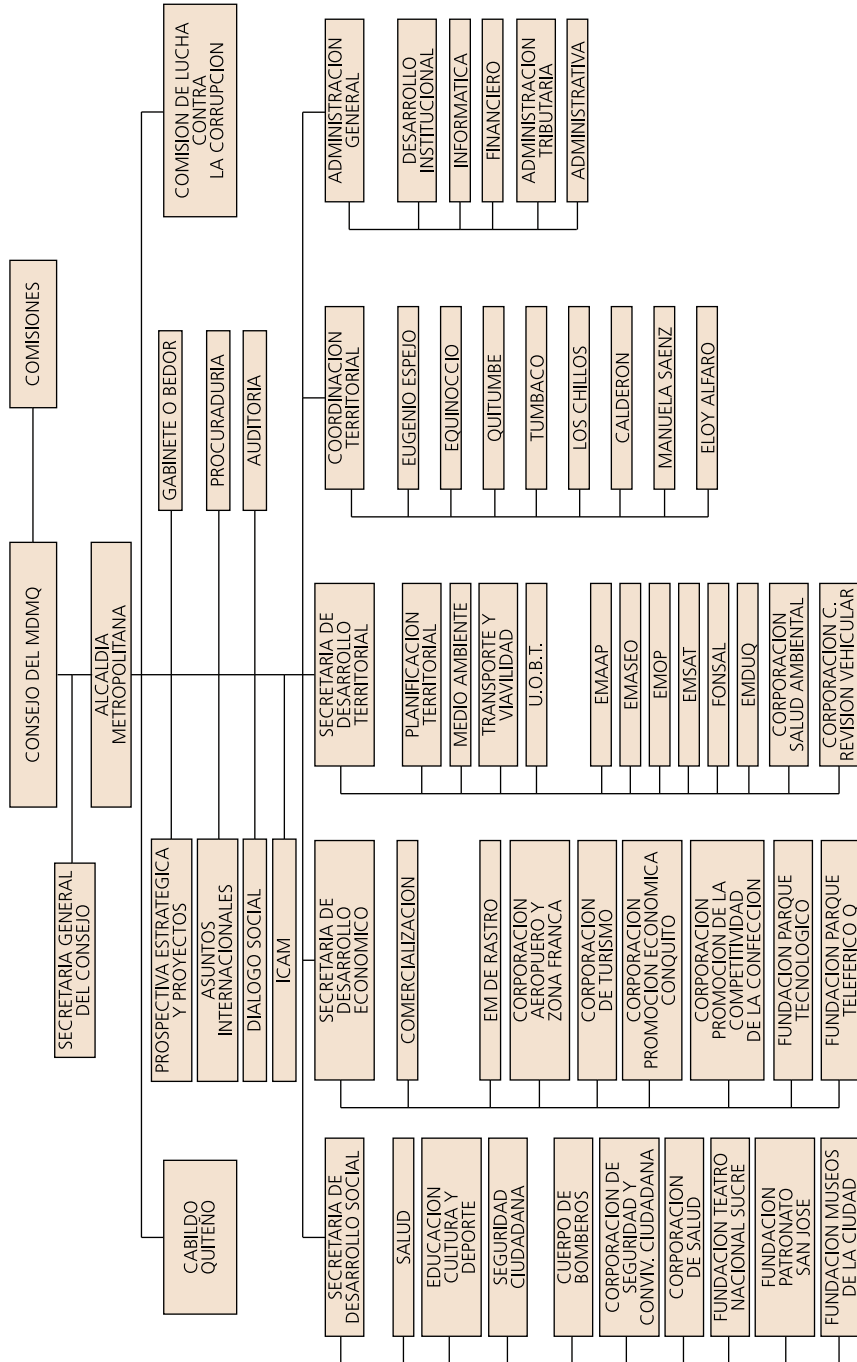 CONSEJO DEL MDMQ
COMISIONES
SECRETARIA GENERAL
DEL CONSEJO
ALCALDIA
METROPOLITANA
CABILDO
QUITEÑO
COMISION DE LUCHA
CONTRA
LA CORRUPCION
PROSPECTIVA ESTRATEGICA
Y PROYECTOS
GABINETE O BEDOR
ASUNTOS
INTERNACIONALES
PROCURADURIA
DIALOGO SOCIAL
AUDITORIA
ICAM
SECRETARIA DE
DESARROLLO SOCIAL
SALUD
EDUCACION
CULTURA Y
DEPORTE
SEGURIDAD
CIUDADANA
CUERPO DE
BOMBEROS
CORPORACION DE
SEGURIDAD Y
CONVIV. CIUDADANA
CORPORACION
DE SALUD
FUNDACION TEATRO
NACIONAL SUCRE
FUNDACION
PATRONATO
SAN JOSE
FUNDACION MUSEOS
DE LA CIUDAD
SECRETARIA DE
DESARROLLO
ECONOMICO
COMERCIALIZACION
EM DE RASTRO
CORPORACION
AEROPUERO Y
ZONA FRANCA
CORPORACION
DE TURISMO
CORPORACION
PROMOCION ECONOMICA
CONQUITO
CORPORACION
PROMOCION DE LA
COMPETITIVIDAD
DE LA CONFECCION
FUNDACION PARQUE
TECNOLOGICO
FUNDACION PARQUE
TELEFERICO Q
SECRETARIA DE
DESARROLLO
TERRITORIAL
PLANIFICACION
TERRITORIAL
MEDIO AMBIENTE
TRANSPORTE Y
VIAVILIDAD
U.O.B.T.
EMAAP
EMASEO
EMOP
EMSAT
FONSAL
EMDUQ
CORPORACION
SALUD AMBIENTAL
CORPORACION C.
REVISION VEHICULAR
COORDINACION
TERRITORIAL
EUGENIO ESPEJO
EQUINOCCIO
QUITUMBE
TUMBACO
LOS CHILLOS
CALDERON
MANUELA SAENZ
ELOY ALFARO
ADMINISTRACION
GENERAL
DESARROLLO
INSTITUCIONAL
INFORMATICA
FINANCIERO
ADMINISTRACION
TRIBUTARIA
ADMINISTRATIVA